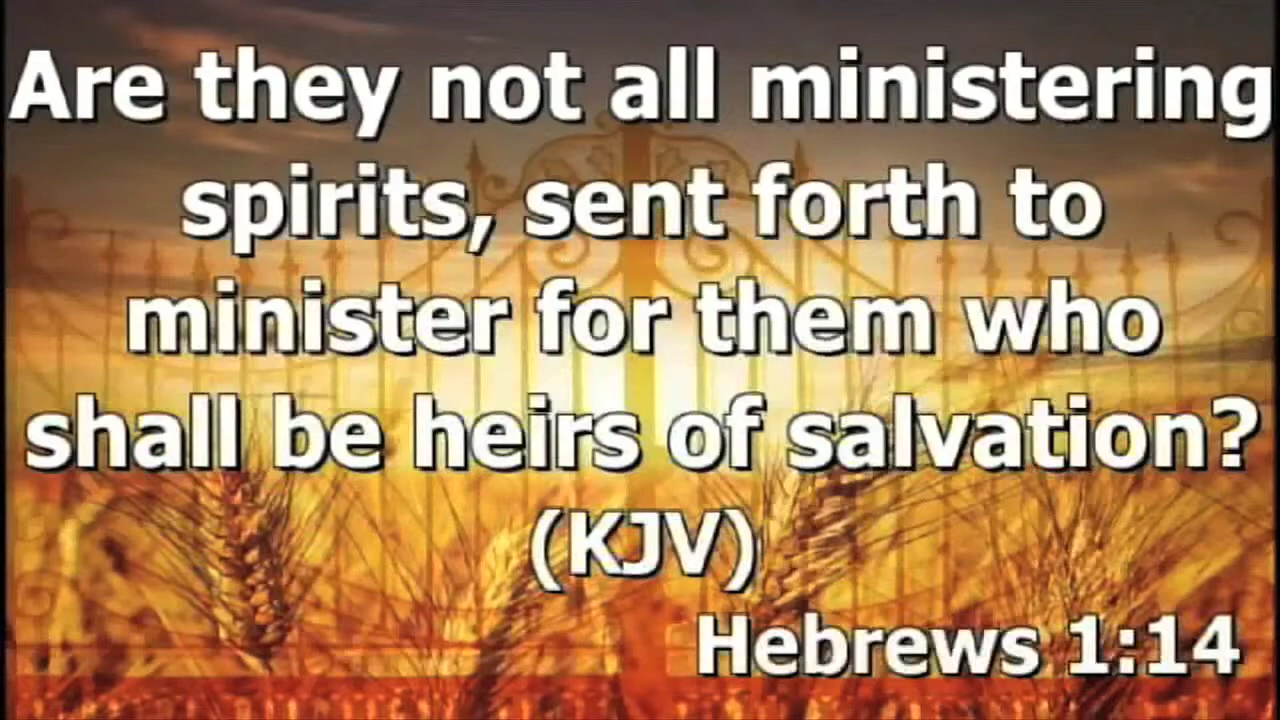 Are they not all ministering
spirits, sent forth to
minister for them who
shall be heirs of salvation?
(KJV)
Hebrews 1:14